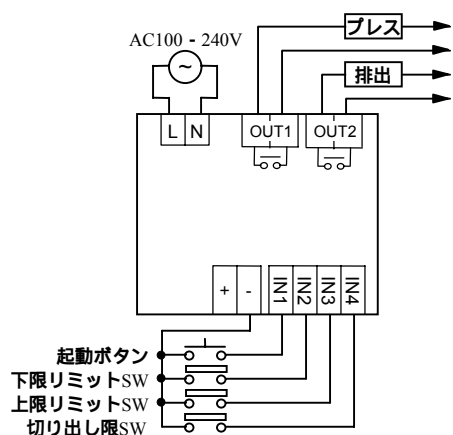 プレス
AC100 - 240V
~
排出
L N OUT1 OUT2
+ - IN1 IN2 IN3 IN4
起動ボタン
下限リミットSW
上限リミットSW
切り出し限SW